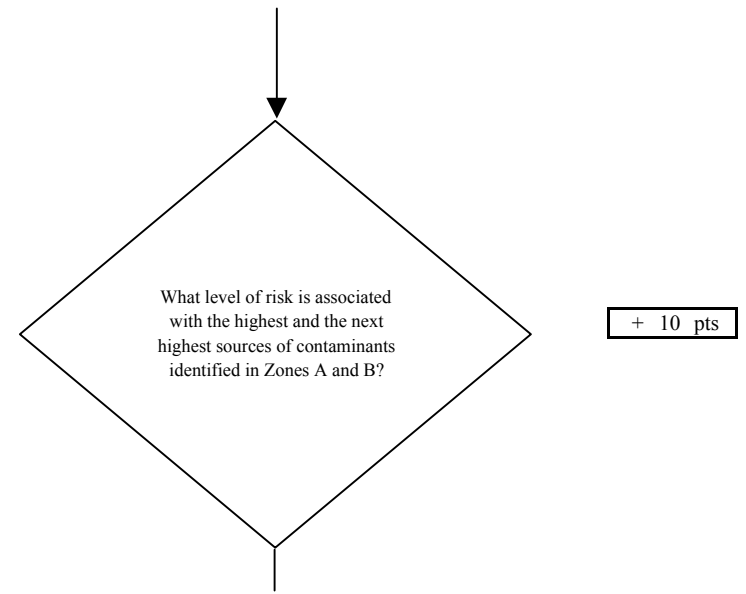 What level of risk is associated
with the highest and the next
highest sources of contaminants
identified in Zones A and B?
+ 10 pts